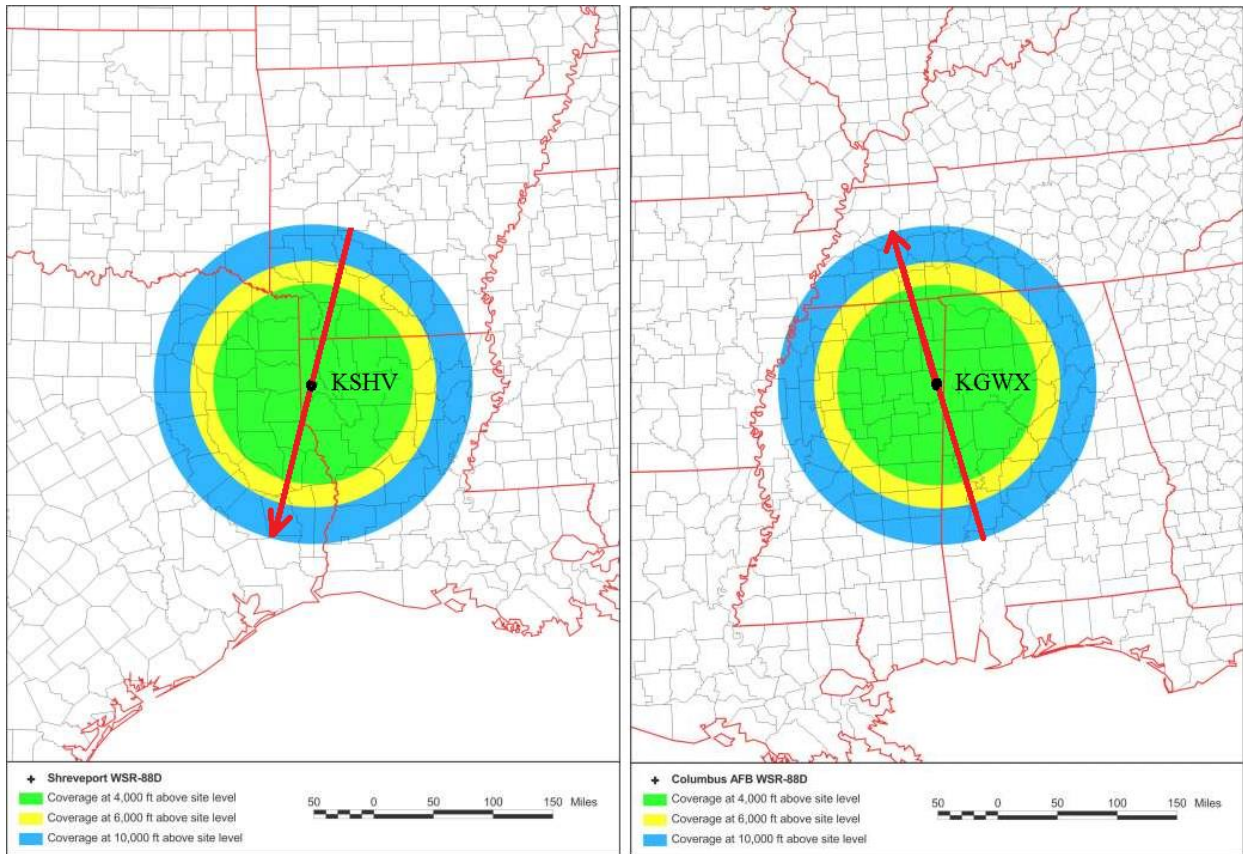 KSHV
Shreveport WSR-88D
Coverage at 4,000 ft above site level
Coverage at 6,000 ft above site level
Coverage at 10,000 ft above site level
50 0 50 100 150 Miles
KGWX
Columbus AFB WSR-88D
Coverage at 4,000 ft above site level
Coverage at 6,000 ft above site level
Coverage at 10,000 ft above site level
50 0 50 100 150 Miles